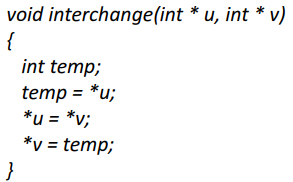 void interchange(int * u, int * v)
{
int temp;
temp = *u;
*u = *v;
*v = temp;
}